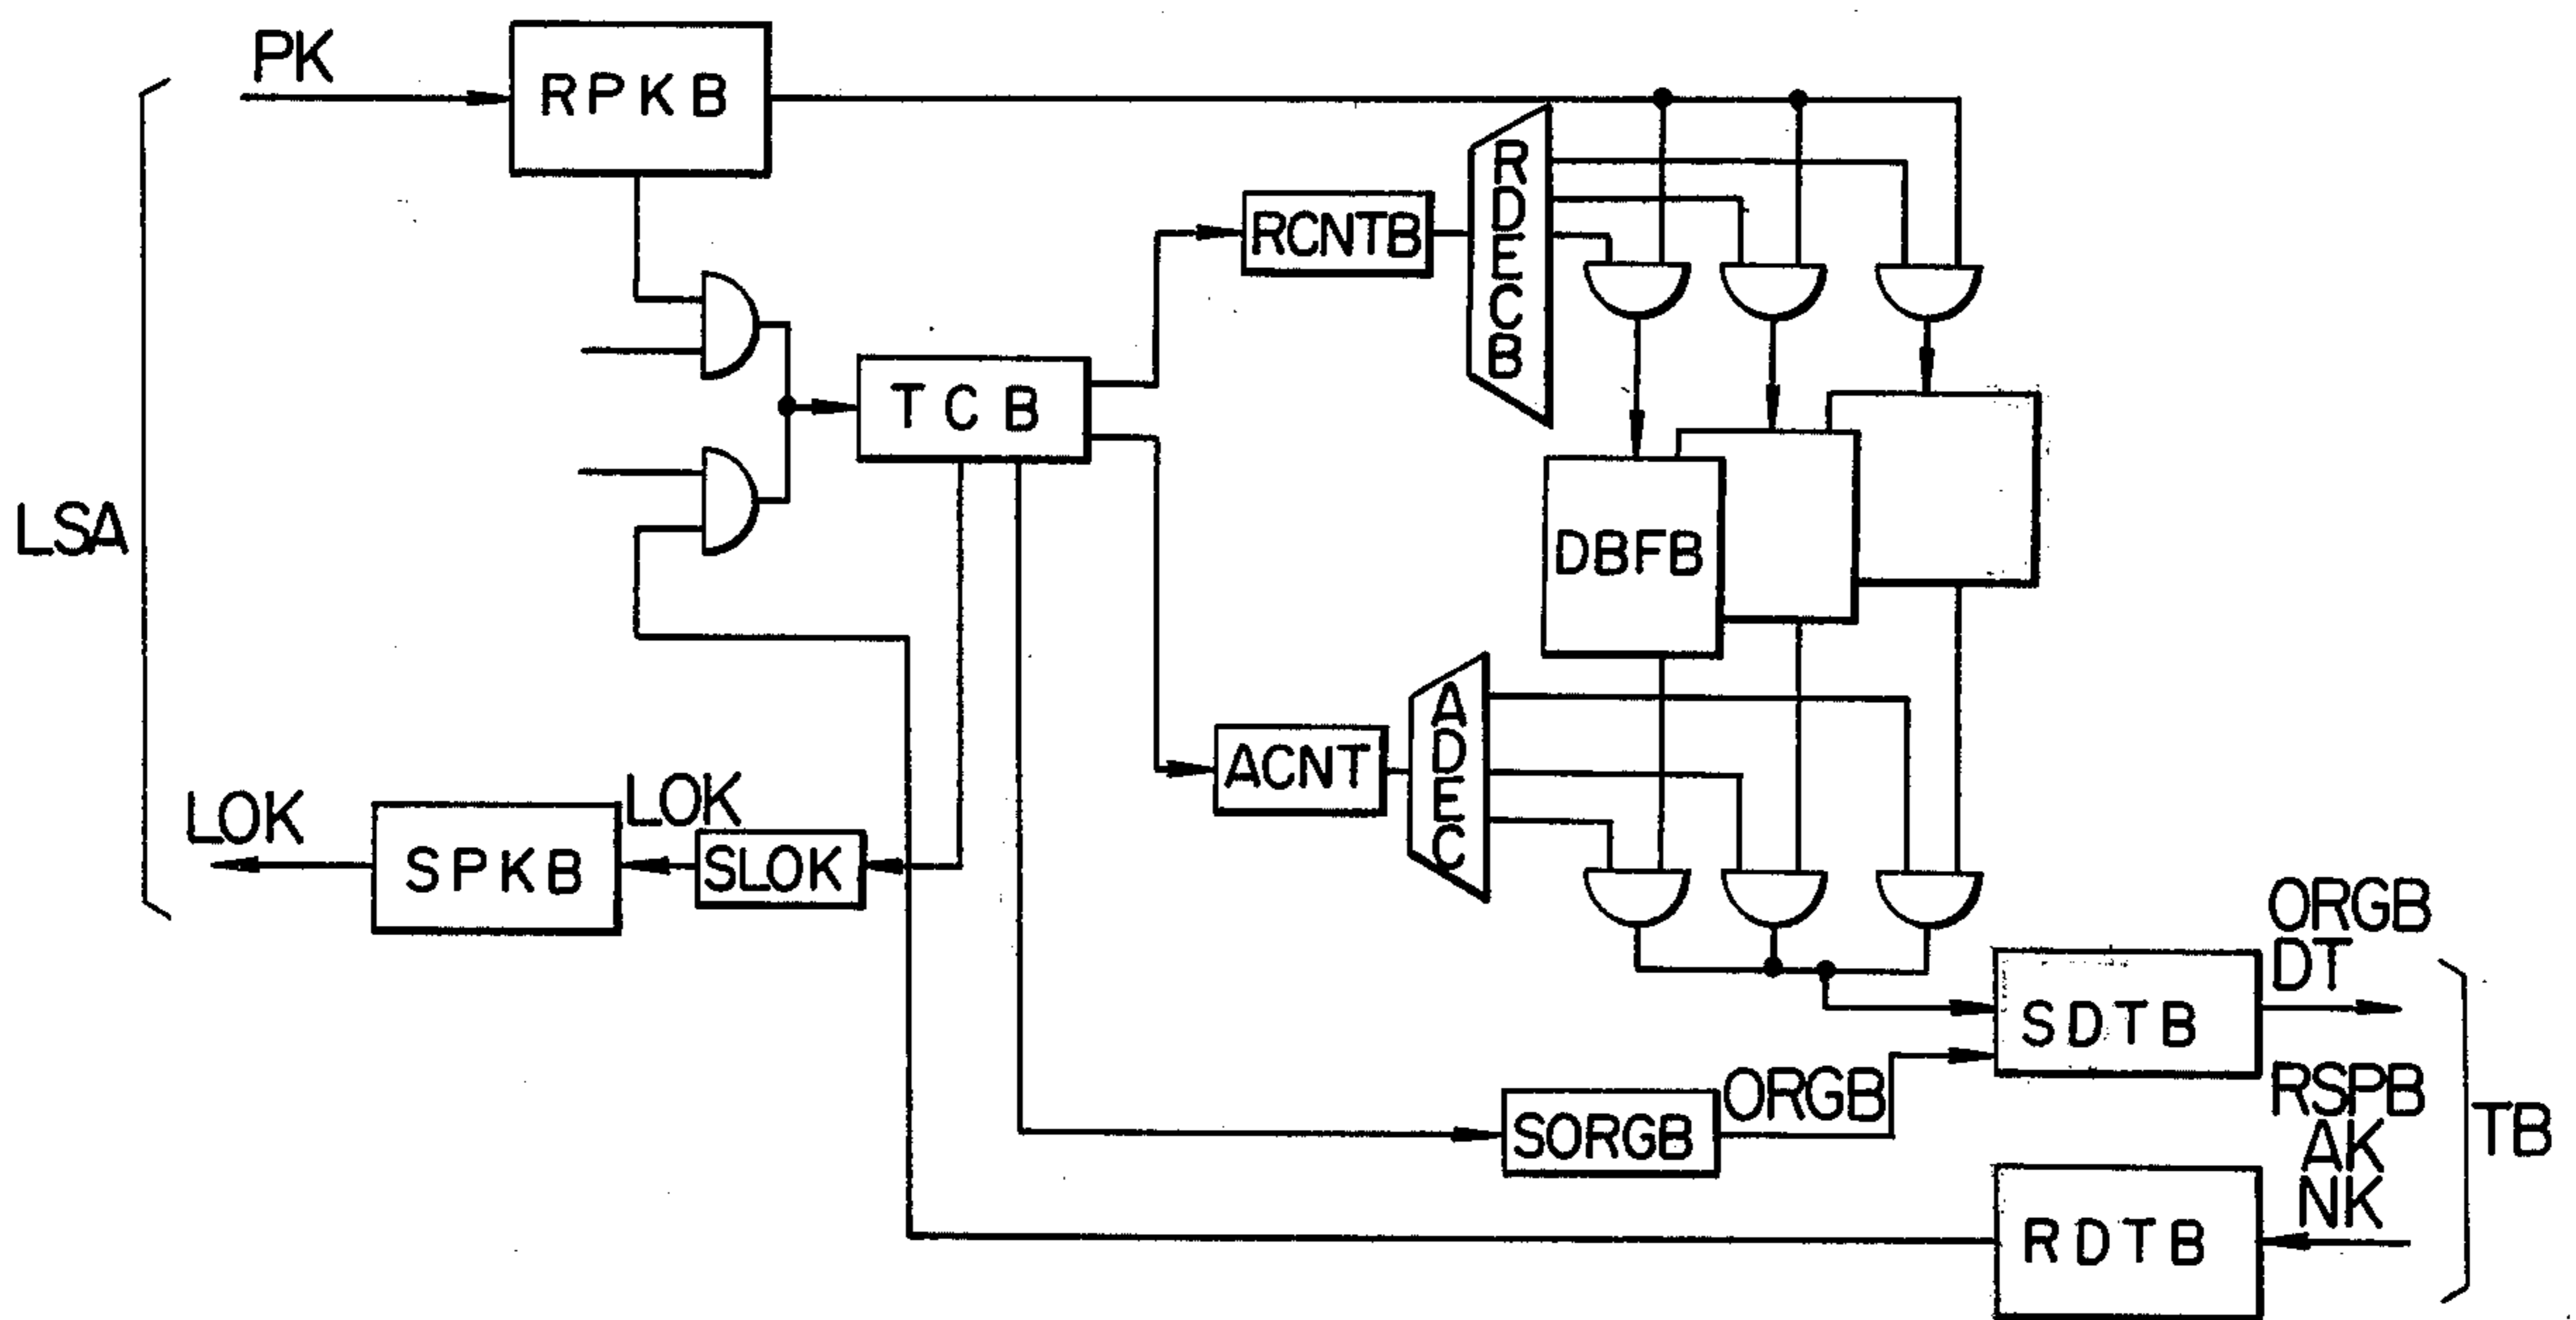 PK
RPKB
RDECB
RCNTB
TCB
LSA
DBFB
ADEC
ACNT
LOK
LOK
SPKB
SLOK
ORGB
DT
SDTB
ORGB
RSPB
SORGB
AK
TB
NK
RDTB